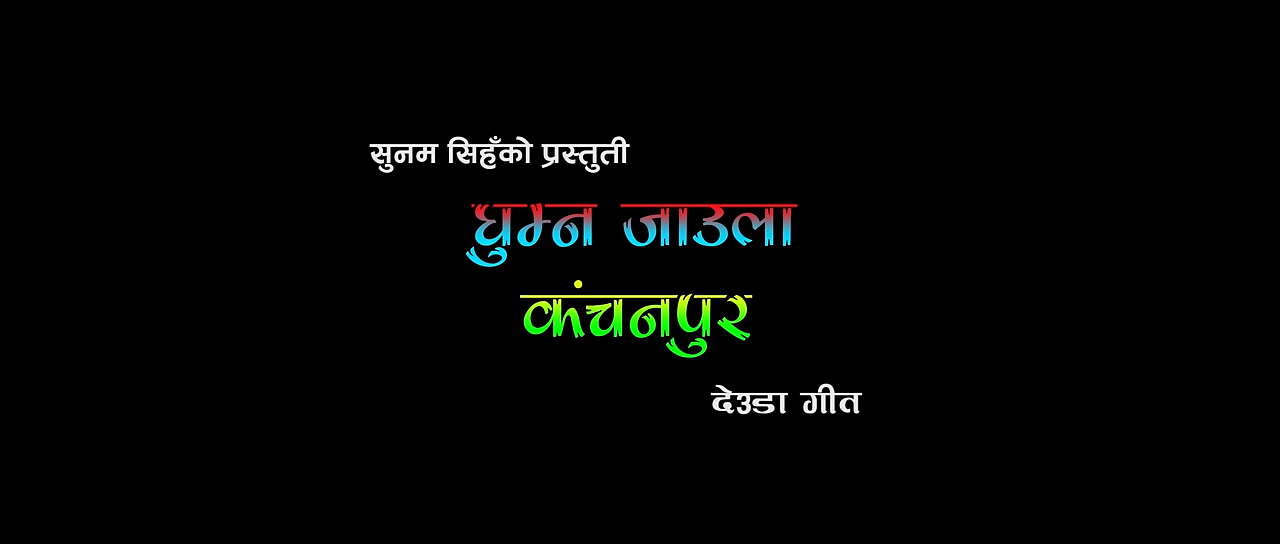 सुनम सिहँको प्रस्तुती
घुम्न जाउला
कंचनपुर
देउडा गीत